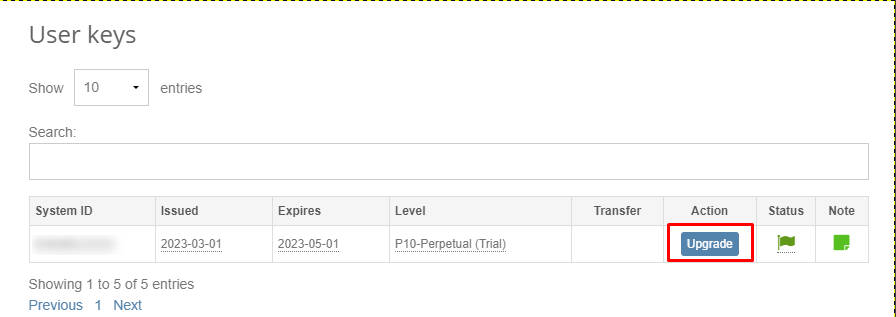 User keys
Show 10 entries
Search:
System ID Issued Expires Level Transfer Action Status Note
2023-03-01 2023-05-01 P10-Perpetual (Trial) Upgrade
Showing 1 to 5 of 5 entries
Previous 1 Next